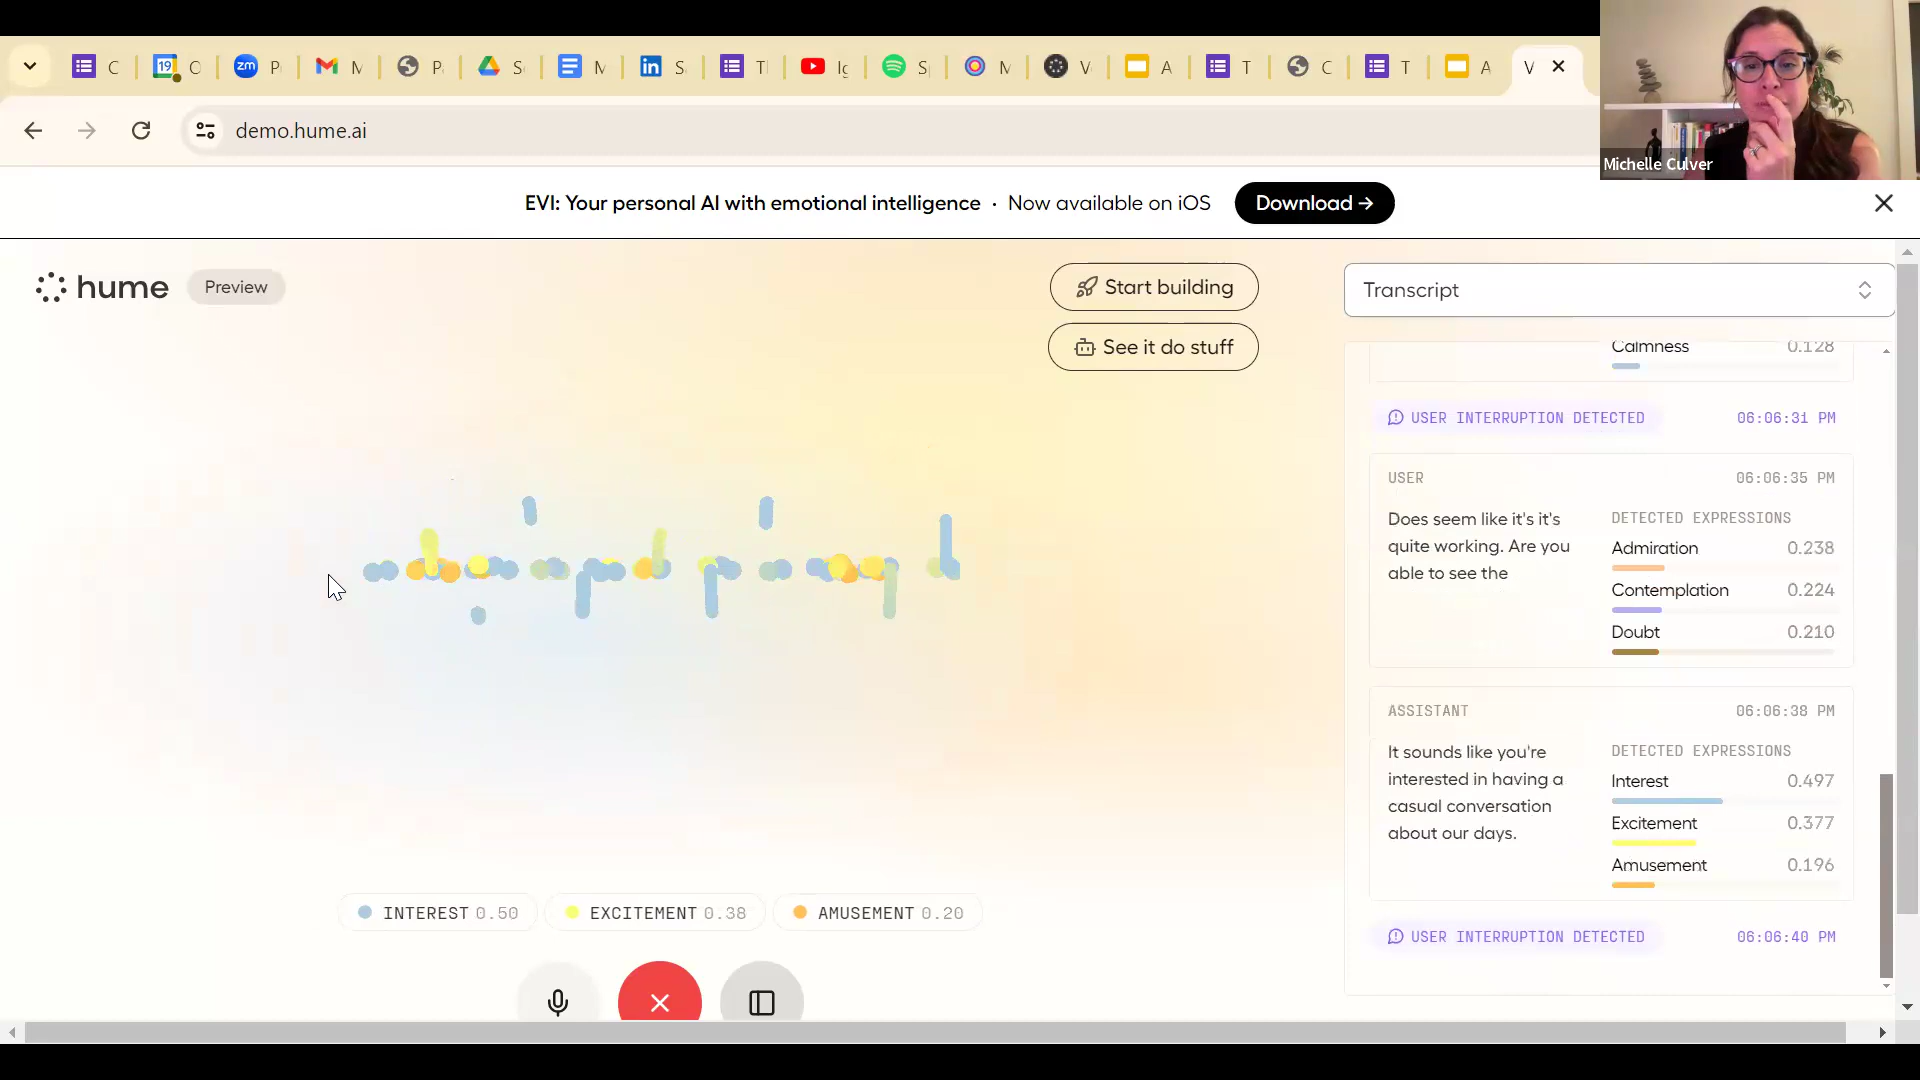 C
19
O
zm
P
M
P
S
N
in
S
T
Ig
S
M
V
A
T
C
T
A
V
demo.hume.ai
Michelle Culver
EVI: Your personal AI with emotional intelligence · Now available on iOS
Download →
hume
Preview
Start building
See it do stuff
Transcript
Calmness 0.128
USER INTERRUPTION DETECTED 06:06:31 PM
USER 06:06:35 PM
Does seem like it's it's
quite working. Are you
able to see the
DETECTED EXPRESSIONS
Admiration 0.238
Contemplation 0.224
Doubt 0.210
ASSISTANT 06:06:38 PM
It sounds like you're
interested in having a
casual conversation
about our days.
DETECTED EXPRESSIONS
Interest 0.497
Excitement 0.377
Amusement 0.196
USER INTERRUPTION DETECTED 06:06:40 PM
INTEREST 0.50
EXCITEMENT 0.38
AMUSEMENT 0.20